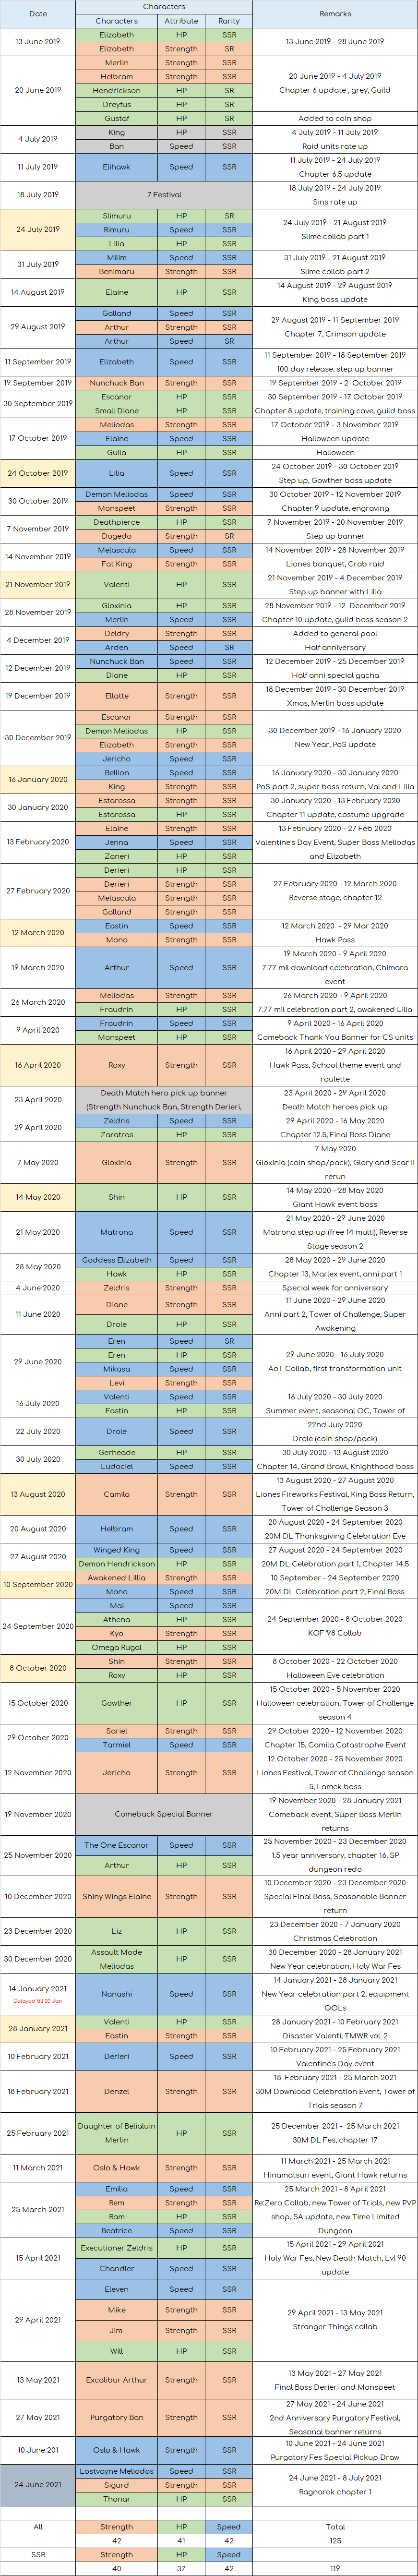 Date Characters Remarks
Characters Attribute Rarity
13 June 2019 Elizabeth HP SSR 13 June 2019 - 28 June 2019
Elizabeth Strength SR
20 June 2019 Merlin Strength SSR 20 June 2019 - 4 July 2019
Chapter 6 update , grey, Guild
Helbram Strength SSR
Hendrickson HP SR
Dreyfus HP SR
Gustaf HP SR Added to coin shop
4 July 2019 King HP SSR 4 July 2019 - 11 July 2019
Ban Speed SSR Raid units rate up
11 July 2019 Elihawk Speed SSR 11 July 2019 - 24 July 2019
Chapter 6.5 update
18 July 2019 7 Festival 18 July 2019 - 24 July 2019
Sins rate up
24 July 2019 Slimuru HP SR 24 July 2019 - 21 August 2019
Rimuru Speed SSR Slime collab part 1
Lilia HP SSR
31 July 2019 Milim Speed SSR 31 July 2019 - 21 August 2019
Benimaru Strength SSR Slime collab part 2
14 August 2019 Elaine HP SSR 14 August 2019 - 29 August 2019
King boss update
29 August 2019 Galland Speed SSR 29 August 2019 - 11 September 2019
Arthur Strength SSR Chapter 7, Crimson update
Arthur Speed SR
11 September 2019 Elizabeth Speed SSR 11 September 2019 - 18 September 2019
100 day release, step up banner
19 September 2019 Nunchuck Ban Strength SSR 19 September 2019 - 2  October 2019
30 September 2019 Escanor HP SSR 30 September 2019 - 17 October 2019
Small Diane HP SSR Chapter 8 update, training cave, guild boss
17 October 2019 Meliodas Strength SSR 17 October 2019 - 3 November 2019
Elaine Speed SSR Halloween update
Guila HP SSR Halloween
24 October 2019 Lilia Speed SSR 24 October 2019 - 30 October 2019
Step up, Gowther boss update
30 October 2019 Demon Meliodas Speed SSR 30 October 2019 - 12 November 2019
Monspeet Strength SSR Chapter 9 update, engraving
7 November 2019 Deathpierce HP SSR 7 November 2019 - 20 November 2019
Dogedo Strength SR Step up banner
14 November 2019 Melascula Speed SSR 14 November 2019 - 28 November 2019
Fat King Strength SSR Liones banquet, Crab raid
21 November 2019 Valenti HP SSR 21 November 2019 - 4 December 2019
Step up banner with Lilia
28 November 2019 Gloxinia HP SSR 28 November 2019 - 12  December 2019
Merlin Speed SSR Chapter 10 update, guild boss season 2
4 December 2019 Deldry Strength SSR Added to general pool
Arden Speed SR Half anniversary
12 December 2019 Nunchuck Ban Speed SSR 12 December 2019 - 25 December 2019
Diane HP SSR Half anni special gacha
19 December 2019 Ellatte Strength SSR 18 December 2019 - 30 December 2019
Xmas, Merlin boss update
30 December 2019 Escanor Strength SSR 30 December 2019 - 16 January 2020
Demon Meliodas HP SSR New Year, PoS update
Elizabeth Strength SSR
Jericho Speed SSR
16 January 2020 Bellion Speed SSR 16 January 2020 - 30 January 2020
King Strength SSR PoS part 2, super boss return, Val and Lilia
30 January 2020 Estarossa Strength SSR 30 January 2020 - 13 February 2020
Estarossa HP SSR Chapter 11 update, costume upgrade
13 February 2020 Elaine Strength SSR 13 February 2020 - 27 Feb 2020
Jenna Speed SSR Valentine's Day Event, Super Boss Meliodas
Zaneri HP SSR and Elizabeth
27 February 2020 Derieri HP SSR 27 February 2020 - 12 March 2020
Derieri Strength SSR Reverse stage, chapter 12
Melascula Strength SSR
Galland Strength SSR
12 March 2020 Eastin Speed SSR 12 March 2020  - 29 Mar 2020
Mono Strength SSR Hawk Pass
19 March 2020 Arthur Speed SSR 19 March 2020 - 9 April 2020
7.77 mil download celebration, Chimara
event
26 March 2020 Meliodas Strength SSR 26 March 2020 - 9 April 2020
Fraudrin HP SSR 7.77 mil celebration part 2, awakened Lilia
9 April 2020 Fraudrin Speed SSR 9 April 2020 - 16 April 2020
Monspeet HP SSR Comeback Thank You Banner for CS units
16 April 2020 Roxy Strength SSR 16 April 2020 - 29 April 2020
Hawk Pass, School theme event and
roulette
23 April 2020 Death Match hero pick up banner 23 April 2020 - 29 April 2020
(Strength Nunchuck Ban, Strength Derieri, Death Match heroes pick up
29 April 2020 Zeldris Speed SSR 29 April 2020 - 16 May 2020
Zaratras HP SSR Chapter 12.5, Final Boss Diane
7 May 2020 Gloxinia Strength SSR 7 May 2020
Gloxinia (coin shop/pack), Glory and Scar II
rerun
14 May 2020 Shin HP SSR 14 May 2020 - 28 May 2020
Giant Hawk event boss
21 May 2020 Matrona Speed SSR 21 May 2020 - 29 June 2020
Matrona step up (free 14 multi), Reverse
Stage season 2
28 May 2020 Goddess Elizabeth Speed SSR 28 May 2020 - 29 June 2020
Hawk HP SSR Chapter 13, Marlex event, anni part 1
4 June 2020 Zeldris Strength SSR Special week for anniversary
11 June 2020 Diane Strength SSR 11 June 2020 - 29 June 2020
Anni part 2, Tower of Challenge, Super
Drole HP SSR Awakening
29 June 2020 Eren Speed SR 29 June 2020 - 16 July 2020
Eren HP SSR AoT Collab, first transformation unit
Mikasa Speed SSR
Levi Strength SSR
16 July 2020 Valenti Speed SSR 16 July 2020 - 30 July 2020
Eastin HP SSR Summer event, seasonal OC, Tower of
22 July 2020 Drole Speed SSR 22nd July 2020
Drole (coin shop/pack)
30 July 2020 Gerheade HP SSR 30 July 2020 - 13 August 2020
Ludociel Speed SSR Chapter 14, Grand Brawl, Knighthood boss
13 August 2020 Camila Strength SSR 13 August 2020 - 27 August 2020
Liones Fireworks Festival, King Boss Return,
Tower of Challenge Season 3
20 August 2020 Helbram Speed SSR 20 August 2020 - 24 September 2020
20M DL Thanksgiving Celebration Eve
27 August 2020 Winged King Speed SSR 27 August 2020 - 24 September 2020
Demon Hendrickson HP SSR 20M DL Celebration part 1, Chapter 14.5
10 September 2020 Awakened Lillia Strength SSR 10 September - 24 September 2020
Mono Speed SSR 20M DL Celebration part 2, Final Boss
24 September 2020 Mai Speed SSR 24 September 2020 - 8 October 2020
Athena HP SSR KOF '98 Collab
Kyo Strength SSR
Omega Rugal HP SSR
8 October 2020 Shin Strength SSR 8 October 2020 - 22 October 2020
Roxy HP SSR Halloween Eve celebration
15 October 2020 Gowther HP SSR 15 October 2020 - 5 November 2020
Halloween celebration, Tower of Challenge
season 4
29 October 2020 Sariel Strength SSR 29 October 2020 - 12 November 2020
Tarmiel Speed SSR Chapter 15, Camila Catastrophe Event
12 November 2020 Jericho Strength SSR 12 October 2020 - 25 November 2020
Liones Festival, Tower of Challenge season
5, Lamek boss
19 November 2020 Comeback Special Banner 19 November 2020 - 28 January 2021
Comeback event, Super Boss Merlin
returns
25 November 2020 The One Escanor Speed SSR 25 November 2020 - 23 December 2020
1.5 year anniversary, chapter 16, SP
Arthur HP SSR dungeon redo
10 December 2020 Shiny Wings Elaine Strength SSR 10 December 2020 - 23 December 2020
Special Final Boss, Seasonable Banner
return
23 December 2020 Liz HP SSR 23 December 2020 - 7 January 2020
Christmas Celebration
30 December 2020 Assault Mode HP SSR 30 December 2020 - 28 January 2021
Meliodas New Year celebration, Holy War Fes
14 January 2021 Nanashi Speed SSR 14 January 2021 - 28 January 2021
Delayed till 20 Jan New Year celebration part 2, equipment
QOLs
28 January 2021 Valenti HP SSR 28 January 2021 - 10 February 2021
Eastin Strength SSR Disaster Valenti, TMWR vol. 2
10 February 2021 Derieri Speed SSR 10 February 2021 - 25 February 2021
Valentine's Day event
18 February 2021 Denzel Strength SSR 18  February 2021 - 25 March 2021
30M Download Celebration Event, Tower of
Trials season 7
25 February 2021 Daughter of Belialuin HP SSR 25 December 2021 -  25 March 2021
Merlin 30M DL Fes, chapter 17
11 March 2021 Oslo & Hawk Strength SSR 11 March 2021 - 25 March 2021
Hinamatsuri event, Giant Hawk returns
25 March 2021 Emilia Speed SSR 25 March 2021 - 8 April 2021
Rem Strength SSR Re:Zero Collab, new Tower of Trials, new PVP
Ram HP SSR shop, SA update, new Time Limited
Beatrice Speed SSR Dungeon
15 April 2021 Executioner Zeldris HP SSR 15 April 2021 - 29 April 2021
Holy War Fes, New Death Match, Lvl 90
Chandler Speed SSR update
29 April 2021 Eleven Speed SSR 29 April 2021 - 13 May 2021
Mike Strength SSR Stranger Things collab
Jim Strength SSR
Will HP SSR
13 May 2021 Excalibur Arthur Strength SSR 13 May 2021 - 27 May 2021
Final Boss Derieri and Monspeet
27 May 2021 Purgatory Ban Strength SSR 27 May 2021 - 24 June 2021
2nd Anniversary Purgatory Festival,
Seasonal banner returns
10 June 201 Oslo & Hawk Strength SSR 10 June 2021 - 24 June 2021
Purgatory Fes Special Pickup Draw
24 June 2021 Lostvayne Meliodas Speed SSR 24 June 2021 - 8 July 2021
Sigurd Strength SSR Ragnarok chapter 1
Thonar HP SSR
All Strength HP Speed Total
42 41 42 125
SSR Strength HP Speed
40 37 42 119